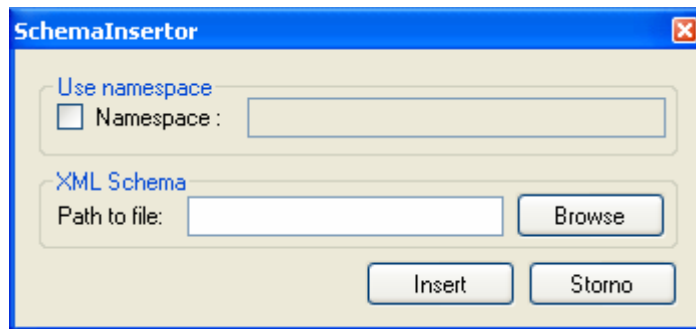 SchemaInsertor
Use namespace
Namespace :
XML Schema
Path to file: Browse
Insert Storno